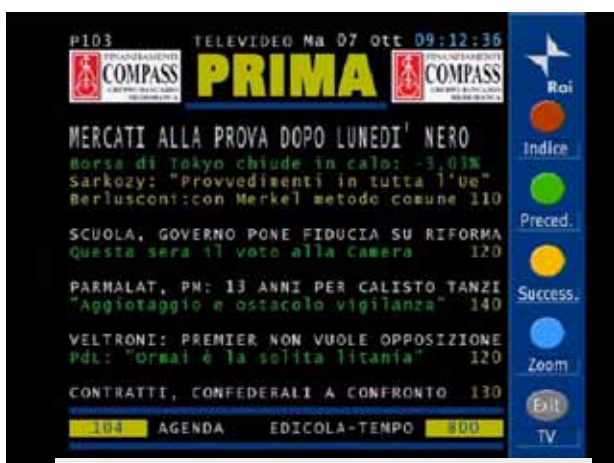 P103 TELEVIDEO Ma 07 Ott 09:12:36
FINANZIAMENTI
COMPASS
GRUPPO BANCARIO
MEDIOBANCA
PRIMA
FINANZIAMENTI
COMPASS
GRUPPO BANCARIO
MEDIOBANCA
MERCATI ALLA PROVA DOPO LUNEDI' NERO
Borsa di Tokyo chiude in calo: -3,03%
Sarkozy: "Provvedimenti in tutta l'Ue"
Berlusconi:con Merkel metodo comune 110
SCUOLA, GOVERNO PONE FIDUCIA SU RIFORMA
Questa sera il voto alla Camera 120
PARMALAT, PM: 13 ANNI PER CALISTO TANZI
"Aggiotaggio e ostacolo vigilanza" 140
VELTRONI: PREMIER NON VUOLE OPPOSIZIONE
PdL: "Ormai è la solita litania" 120
CONTRATTI, CONFEDERALI A CONFRONTO 130
104 AGENDA EDICOLA-TEMPO 800
Rai
Indice
Preced.
Success.
Zoom
Exit
TV